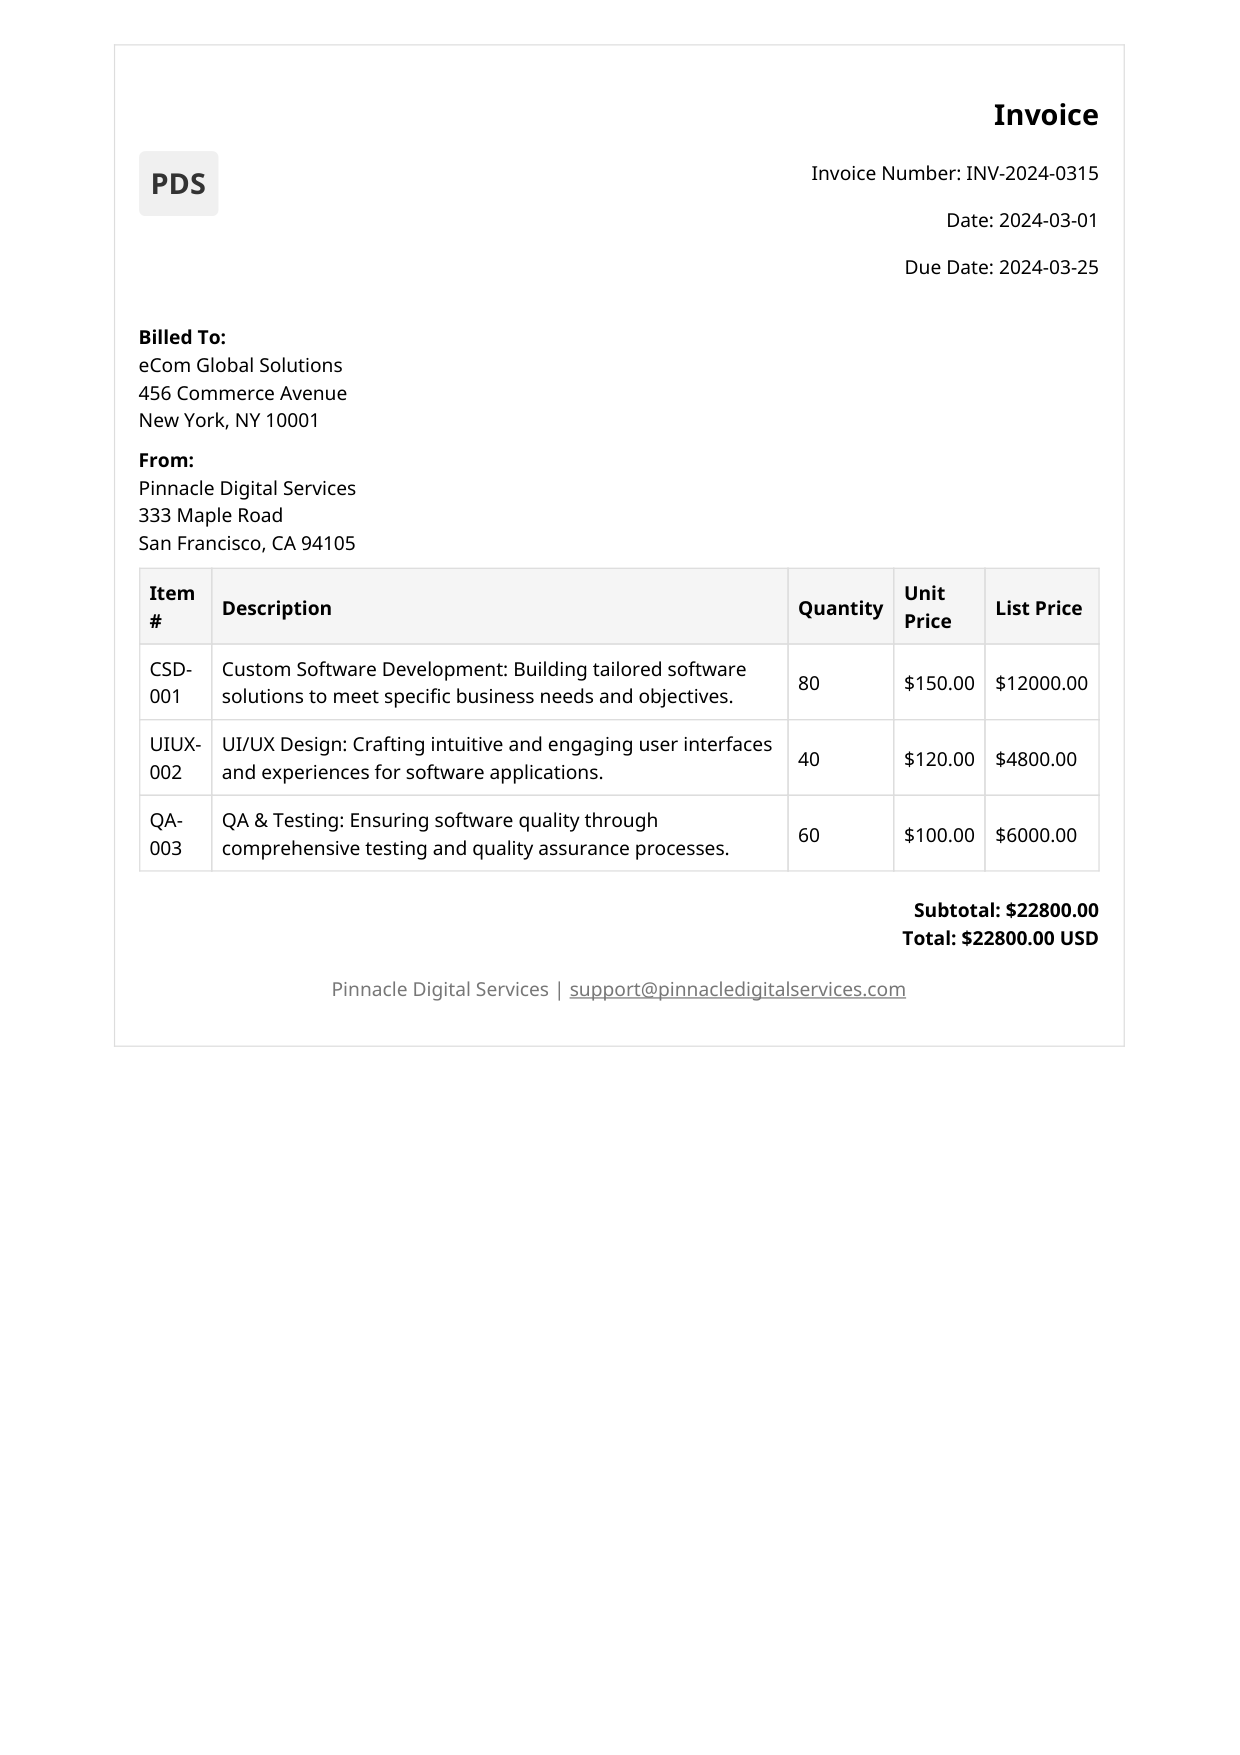 Invoice
PDS
Invoice Number: INV-2024-0315
Date: 2024-03-01
Due Date: 2024-03-25
Billed To:
eCom Global Solutions
456 Commerce Avenue
New York, NY 10001
From:
Pinnacle Digital Services
333 Maple Road
San Francisco, CA 94105
Item # Description Quantity Unit Price List Price
CSD-001 Custom Software Development: Building tailored software solutions to meet specific business needs and objectives. 80 $150.00 $12000.00
UIUX-002 UI/UX Design: Crafting intuitive and engaging user interfaces and experiences for software applications. 40 $120.00 $4800.00
QA-003 QA & Testing: Ensuring software quality through comprehensive testing and quality assurance processes. 60 $100.00 $6000.00
Subtotal: $22800.00
Total: $22800.00 USD
Pinnacle Digital Services | support@pinnacledigitalservices.com